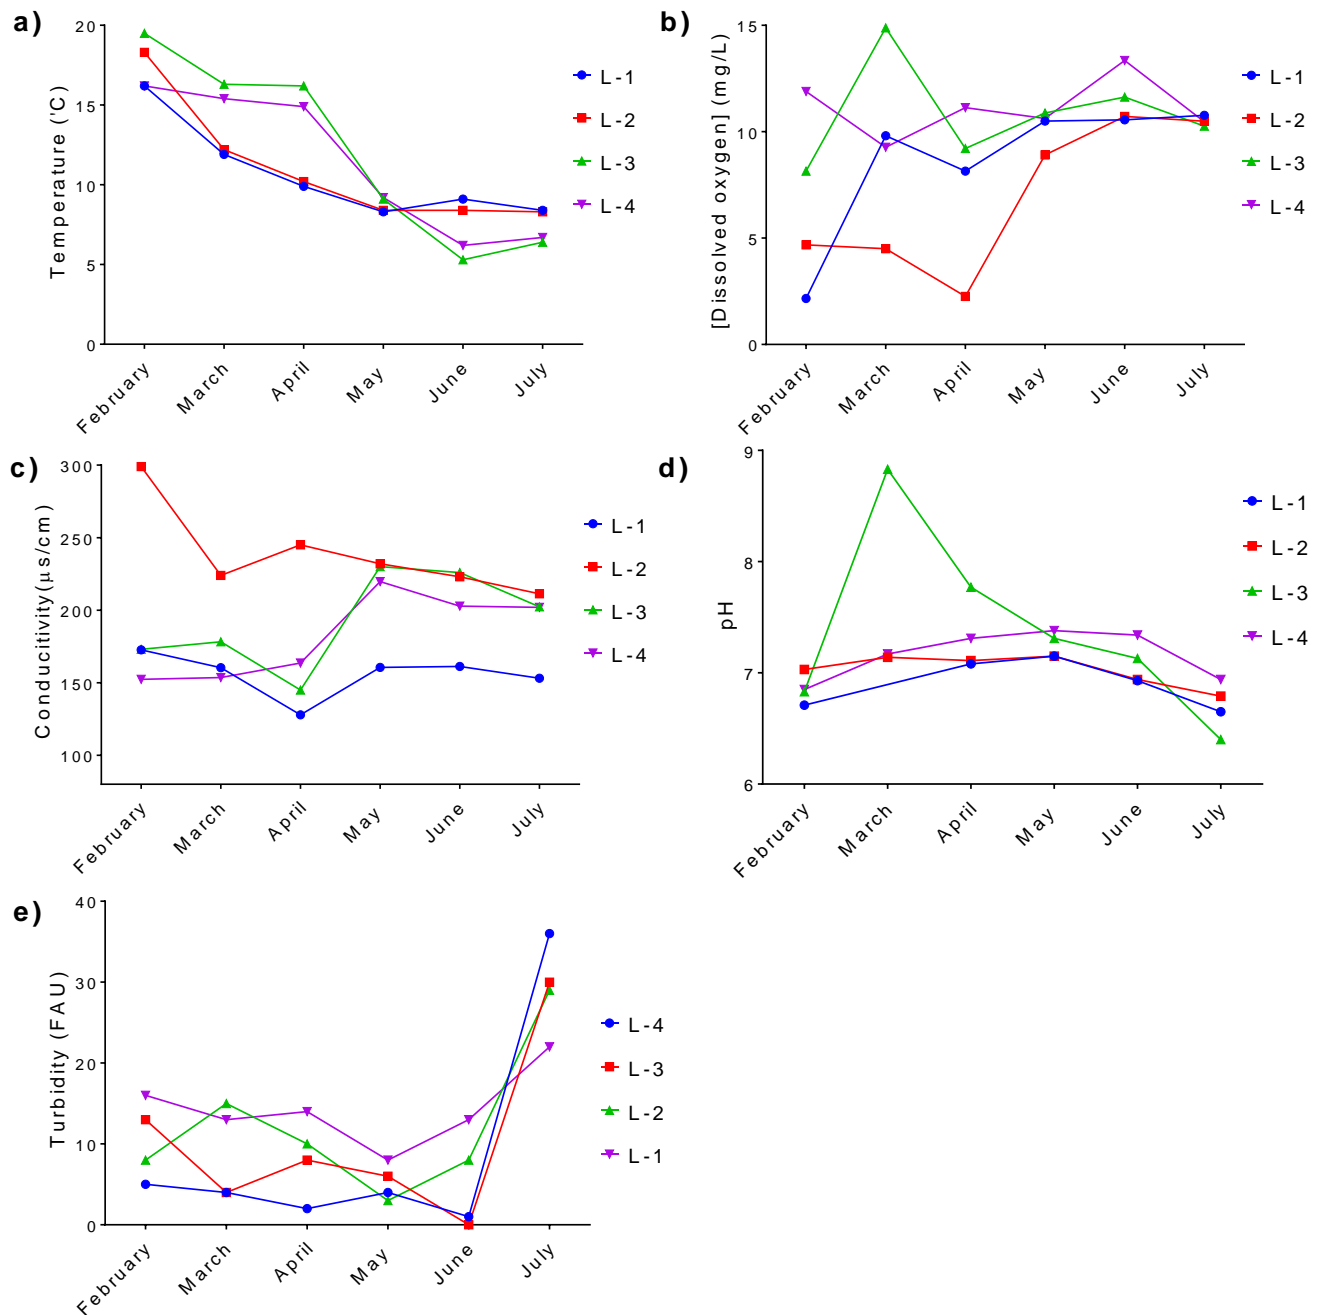 a)
Temperature ('C)
20
15
10
5
0
February
March
April
May
June
July
L-1
L-2
L-3
L-4
b)
[Dissolved oxygen] (mg/L)
15
10
5
0
February
March
April
May
June
July
L-1
L-2
L-3
L-4
c)
Conducitivity(µs/cm)
300
250
200
150
100
February
March
April
May
June
July
L-1
L-2
L-3
L-4
d)
pH
9
8
7
6
February
March
April
May
June
July
L-1
L-2
L-3
L-4
e)
Turbidity (FAU)
40
30
20
10
0
February
March
April
May
June
July
L-4
L-3
L-2
L-1